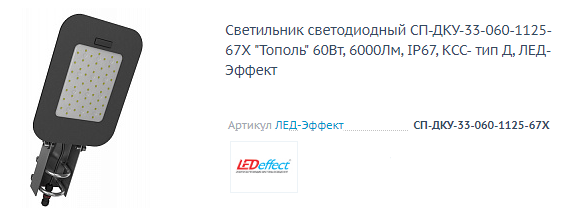 Светильник светодиодный СП-ДКУ-33-060-1125-
67Х "Тополь" 60Вт, 6000Лм, IP67, КСС- тип Д, ЛЕД-
Эффект
Артикул ЛЕД-Эффект СП-ДКУ-33-060-1125-67Х
LEDeffect